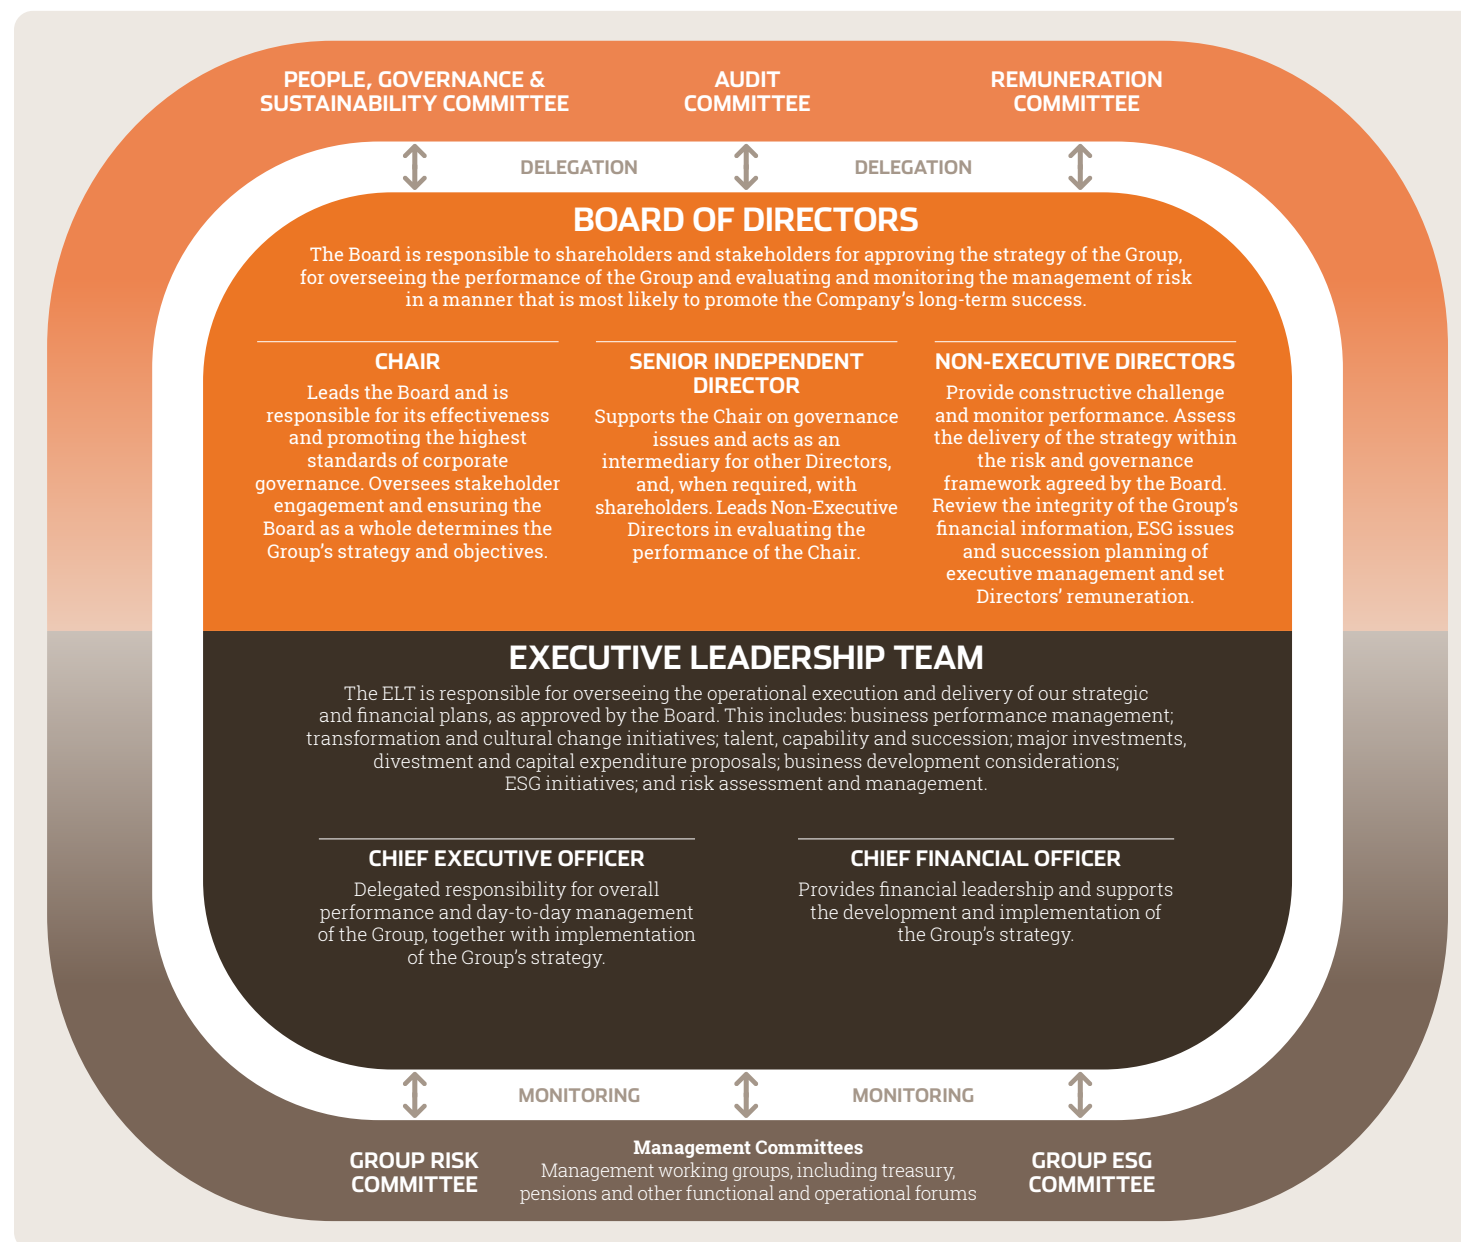 PEOPLE, GOVERNANCE &
SUSTAINABILITY COMMITTEE
AUDIT
COMMITTEE
REMUNERATION
COMMITTEE
DELEGATION
DELEGATION
BOARD OF DIRECTORS
The Board is responsible to shareholders and stakeholders for approving the strategy of the Group,
for overseeing the performance of the Group and evaluating and monitoring the management of risk
in a manner that is most likely to promote the Company’s long-term success.
CHAIR
Leads the Board and is
responsible for its effectiveness
and promoting the highest
standards of corporate
governance. Oversees stakeholder
engagement and ensuring the
Board as a whole determines the
Group’s strategy and objectives.
SENIOR INDEPENDENT
DIRECTOR
Supports the Chair on governance
issues and acts as an
intermediary for other Directors,
and, when required, with
shareholders. Leads Non-Executive
Directors in evaluating the
performance of the Chair.
NON-EXECUTIVE DIRECTORS
Provide constructive challenge
and monitor performance. Assess
the delivery of the strategy within
the risk and governance
framework agreed by the Board.
Review the integrity of the Group’s
financial information, ESG issues
and succession planning of
executive management and set
Directors’ remuneration.
EXECUTIVE LEADERSHIP TEAM
The ELT is responsible for overseeing the operational execution and delivery of our strategic
and financial plans, as approved by the Board. This includes: business performance management;
transformation and cultural change initiatives; talent, capability and succession; major investments,
divestment and capital expenditure proposals; business development considerations;
ESG initiatives; and risk assessment and management.
CHIEF EXECUTIVE OFFICER
Delegated responsibility for overall
performance and day-to-day management
of the Group, together with implementation
of the Group’s strategy.
CHIEF FINANCIAL OFFICER
Provides financial leadership and supports
the development and implementation of
the Group’s strategy.
MONITORING
MONITORING
GROUP RISK
COMMITTEE
Management Committees
Management working groups, including treasury,
pensions and other functional and operational forums
GROUP ESG
COMMITTEE